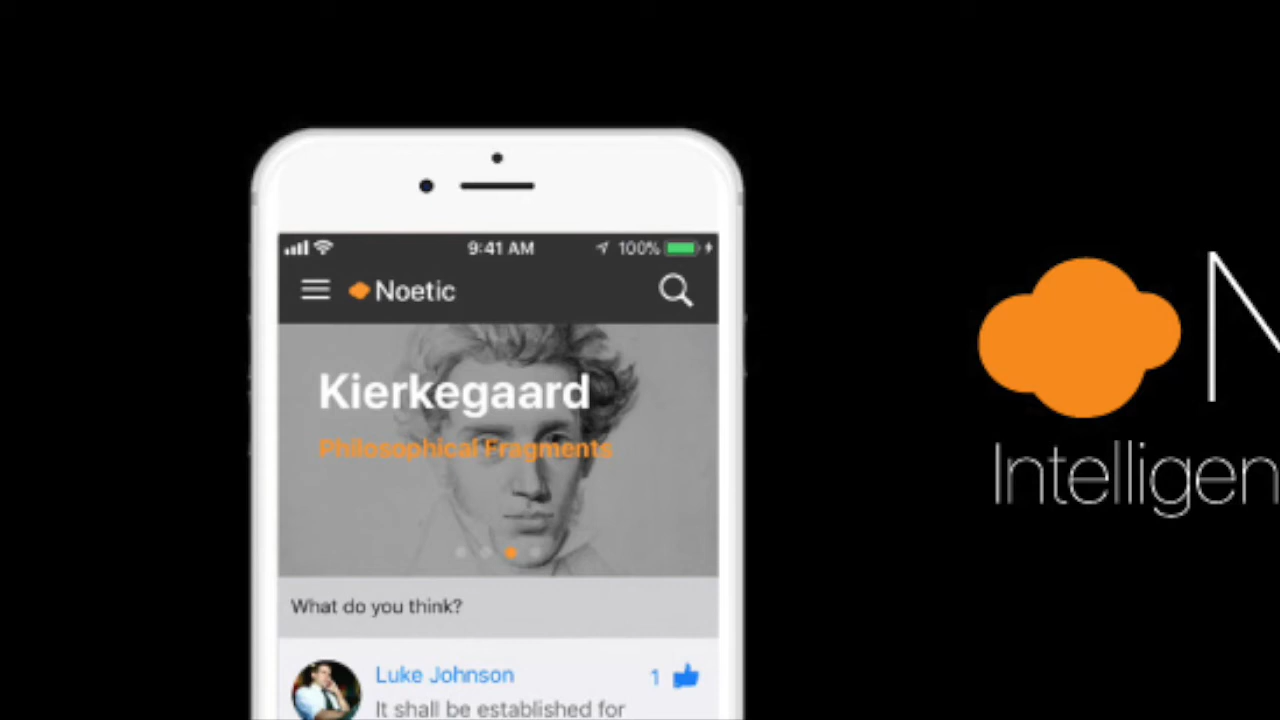 9:41 AM
100%
Noetic
Kierkegaard
Philosophical Fragments
What do you think?
Luke Johnson
1
It shall be established for
N
Intelligen